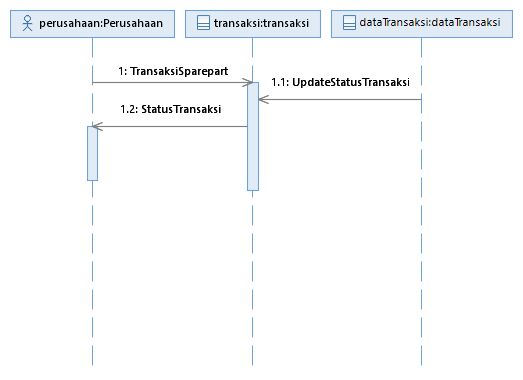 perusahaan:Perusahaan
transaksi:transaksi
dataTransaksi:dataTransaksi
1: TransaksiSparepart
1.1: UpdateStatusTransaksi
1.2: StatusTransaksi